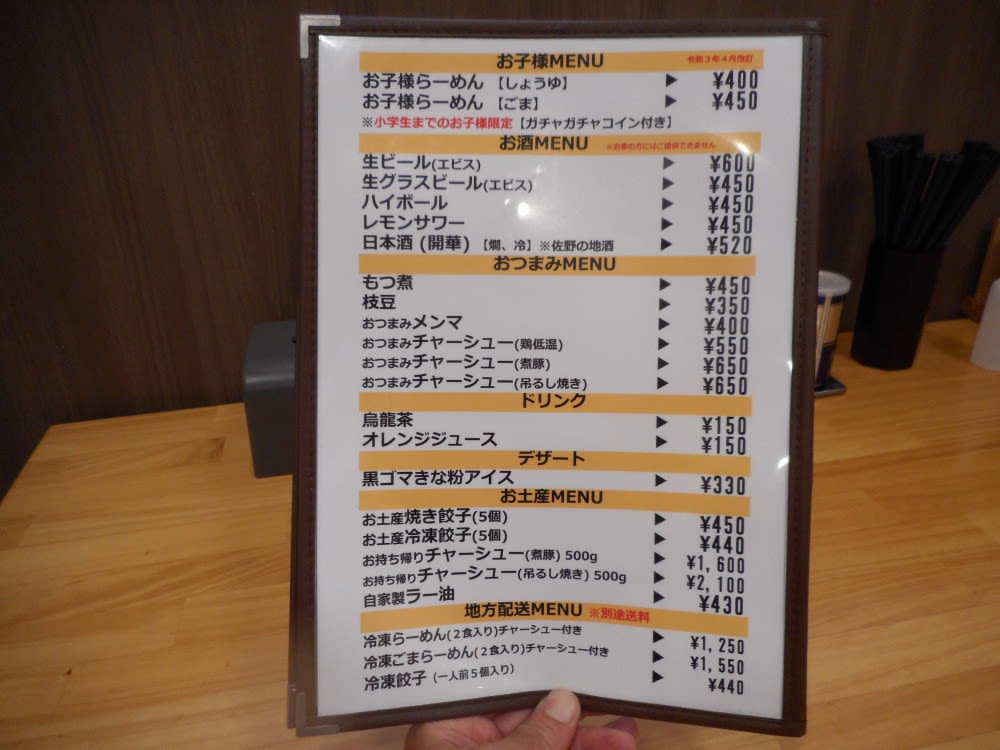 お子様MENU 令和3年4月改訂
お子様らーめん 【しょうゆ】 ▶ ¥400
お子様らーめん 【ごま】 ▶ ¥450
※小学生までのお子様限定【ガチャガチャコイン付き】
お酒MENU ※お車の方にはご提供できません
生ビール(エビス) ▶ ¥600
生グラスビール(エビス) ▶ ¥450
ハイボール ▶ ¥450
レモンサワー ▶ ¥450
日本酒 (開華) 【燗、冷】※佐野の地酒 ▶ ¥520
おつまみMENU
もつ煮 ▶ ¥450
枝豆 ▶ ¥350
おつまみメンマ ▶ ¥400
おつまみチャーシュー(鶏低温) ▶ ¥550
おつまみチャーシュー(煮豚) ▶ ¥650
おつまみチャーシュー(吊るし焼き) ▶ ¥650
ドリンク
烏龍茶 ▶ ¥150
オレンジジュース ▶ ¥150
デザート
黒ゴマきな粉アイス ▶ ¥330
お土産MENU
お土産焼き餃子(5個) ▶ ¥450
お土産冷凍餃子(5個) ▶ ¥440
お持ち帰りチャーシュー(煮豚) 500g ▶ ¥1,600
お持ち帰りチャーシュー(吊るし焼き) 500g ▶ ¥2,100
自家製ラー油 ▶ ¥430
地方配送MENU ※別途送料
冷凍らーめん(2食入り)チャーシュー付き ▶ ¥1,250
冷凍ごまらーめん(2食入り)チャーシュー付き ▶ ¥1,550
冷凍餃子 (一人前5個入り) ▶ ¥440